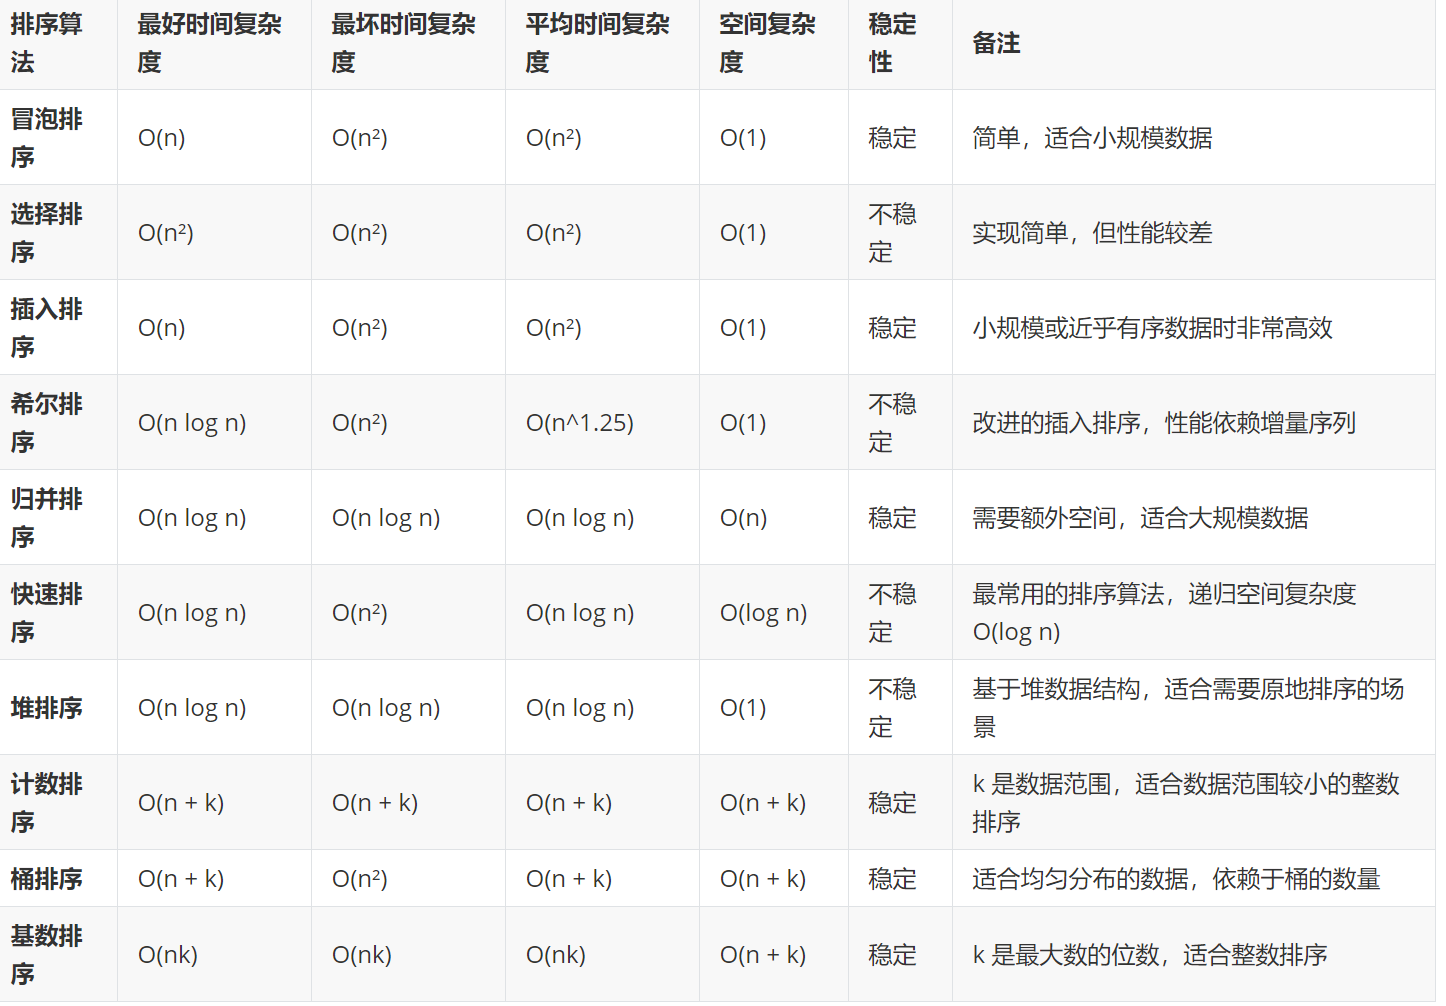 排序算
法
最好时间复杂
度
最坏时间复杂
度
平均时间复杂
度
空间复杂
度
稳定
性
备注
冒泡排
序
O(n)
O(n²)
O(n²)
O(1)
稳定
简单，适合小规模数据
选择排
序
O(n²)
O(n²)
O(n²)
O(1)
不稳
定
实现简单，但性能较差
插入排
序
O(n)
O(n²)
O(n²)
O(1)
稳定
小规模或近乎有序数据时非常高效
希尔排
序
O(n log n)
O(n²)
O(n^1.25)
O(1)
不稳
定
改进的插入排序，性能依赖增量序列
归并排
序
O(n log n)
O(n log n)
O(n log n)
O(n)
稳定
需要额外空间，适合大规模数据
快速排
序
O(n log n)
O(n²)
O(n log n)
O(log n)
不稳
定
最常用的排序算法，递归空间复杂度
O(log n)
堆排序
O(n log n)
O(n log n)
O(n log n)
O(1)
不稳
定
基于堆数据结构，适合需要原地排序的场
景
计数排
序
O(n + k)
O(n + k)
O(n + k)
O(n + k)
稳定
k 是数据范围，适合数据范围较小的整数
排序
桶排序
O(n + k)
O(n²)
O(n + k)
O(n + k)
稳定
适合均匀分布的数据，依赖于桶的数量
基数排
序
O(nk)
O(nk)
O(nk)
O(n + k)
稳定
k 是最大数的位数，适合整数排序